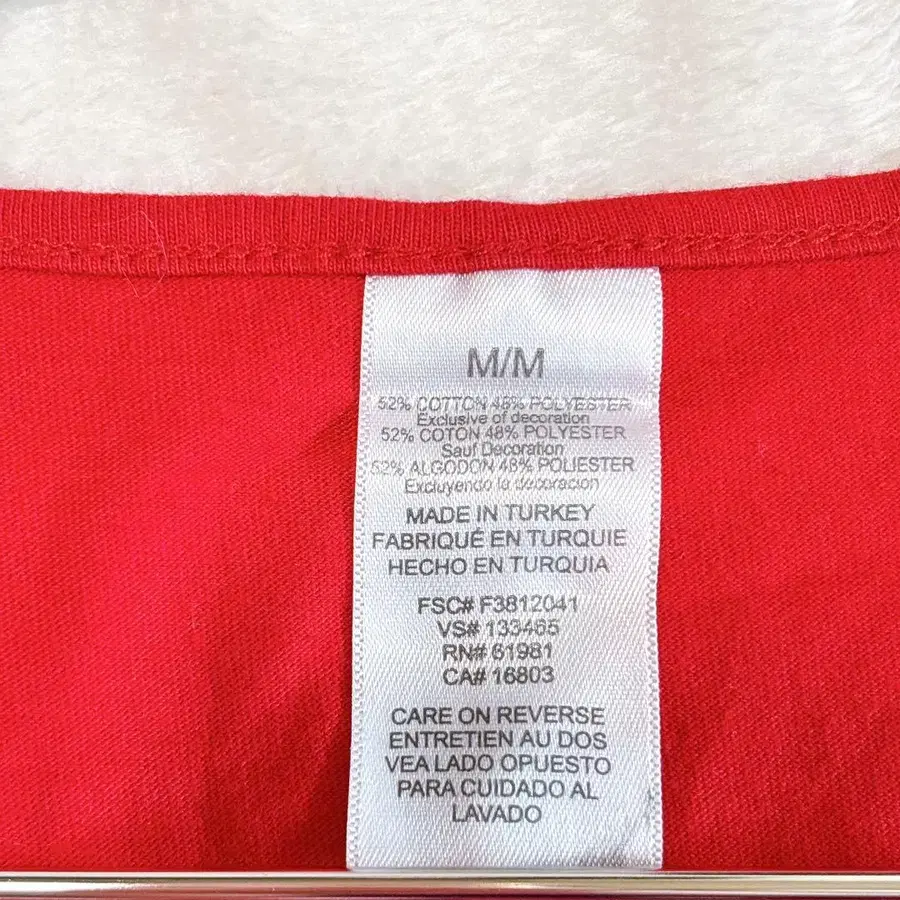 M/M
52% COTTON 48% POLYESTER
Exclusive of decoration
52% COTON 48% POLYESTER
Sauf Decoration
52% ALGODON 48% POLIESTER
Excluyendo la decoracion
MADE IN TURKEY
FABRIQUÉ EN TURQUIE
HECHO EN TURQUIA
FSC# F3812041
VS# 133465
RN# 61981
CA# 16803
CARE ON REVERSE
ENTRETIEN AU DOS
VEA LADO OPUESTO
PARA CUIDADO AL
LAVADO